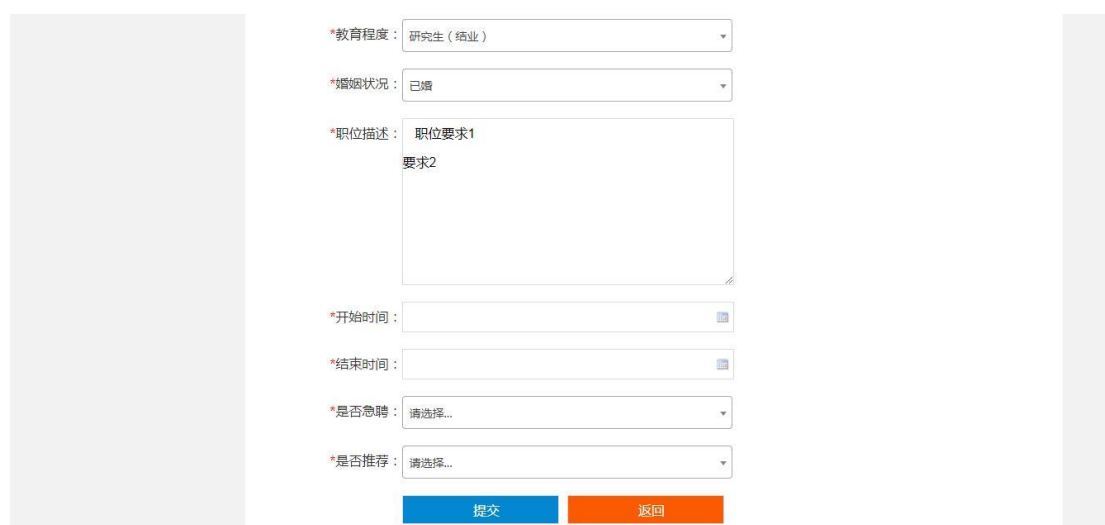 *教育程度： 研究生（结业）
*婚姻状况： 已婚
*职位描述： 职位要求1
要求2
*开始时间：
*结束时间：
*是否急聘： 请选择...
*是否推荐： 请选择...
提交 返回